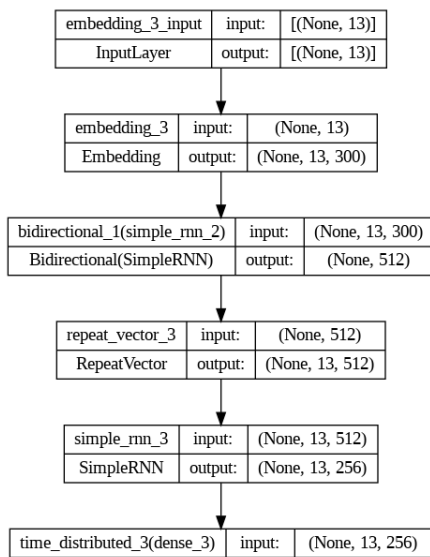 embedding_3_input input: [(None, 13)]
InputLayer output: [(None, 13)]
embedding_3 input: (None, 13)
Embedding output: (None, 13, 300)
bidirectional_1(simple_rnn_2) input: (None, 13, 300)
Bidirectional(SimpleRNN) output: (None, 512)
repeat_vector_3 input: (None, 512)
RepeatVector output: (None, 13, 512)
simple_rnn_3 input: (None, 13, 512)
SimpleRNN output: (None, 13, 256)
time_distributed_3(dense_3) input: (None, 13, 256)